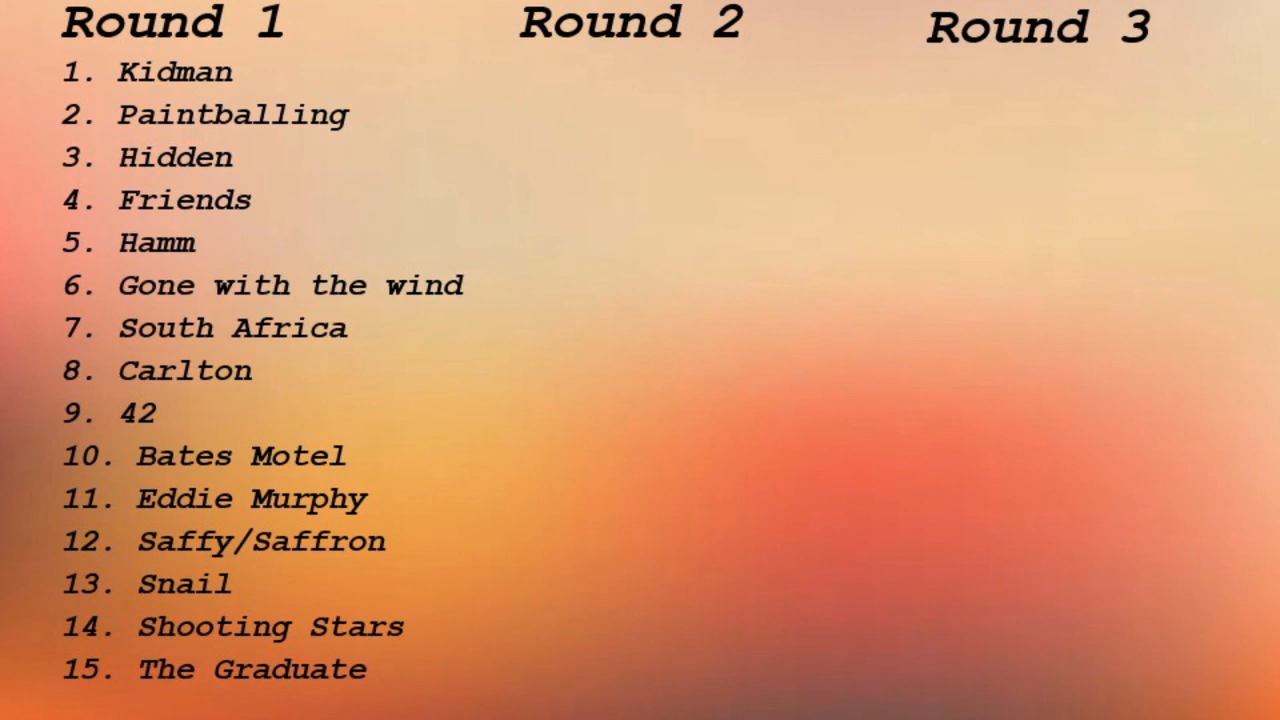 Round 1 Round 2 Round 3
1. Kidman
2. Paintballing
3. Hidden
4. Friends
5. Hamm
6. Gone with the wind
7. South Africa
8. Carlton
9. 42
10. Bates Motel
11. Eddie Murphy
12. Saffy/Saffron
13. Snail
14. Shooting Stars
15. The Graduate